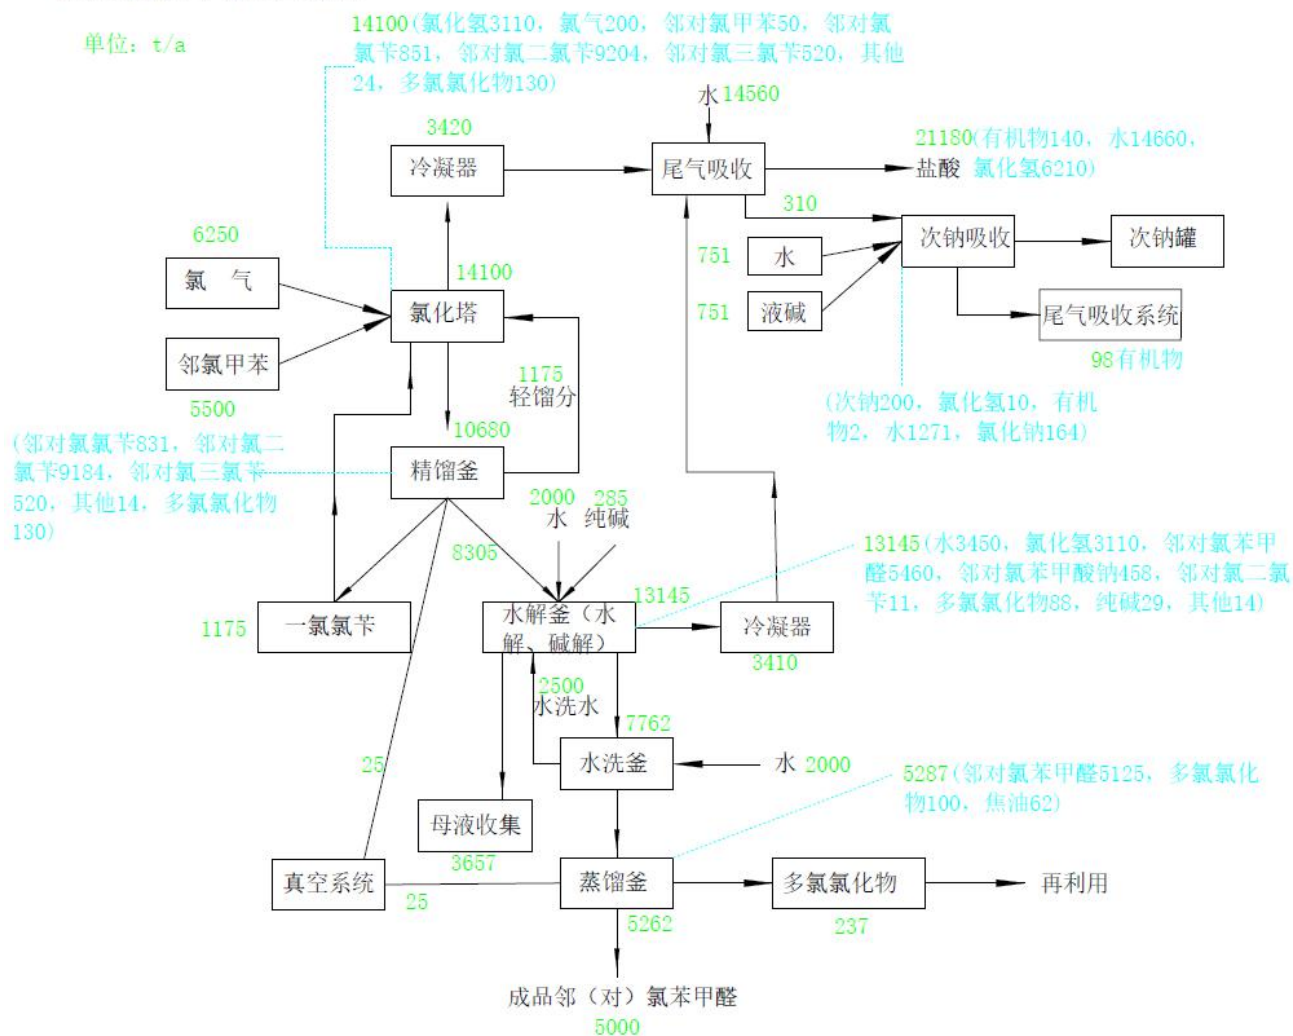 单位: t/a
14100(氯化氢3110, 氯气200, 邻对氯甲苯50, 邻对氯
氯苄851, 邻对氯二氯苄9204, 邻对氯三氯苄520, 其他
24, 多氯氯化物130)
水 14560
3420
冷凝器
尾气吸收
21180(有机物140, 水14660,
盐酸 氯化氢6210)
310
6250
氯 气
751
水
次钠吸收
次钠罐
14100
氯化塔
751
液碱
尾气吸收系统
98有机物
邻氯甲苯
5500
1175
轻馏分
(次钠200, 氯化氢10, 有机
物2, 水1271, 氯化钠164)
10680
精馏釜
(邻对氯氯苄831, 邻对氯二
氯苄9184, 邻对氯三氯苄
520, 其他14, 多氯氯化物
130)
2000
水
285
纯碱
8305
13145(水3450, 氯化氢3110, 邻对氯苯甲
醛5460, 邻对氯苯甲酸钠458, 邻对氯二氯
苄11, 多氯氯化物88, 纯碱29, 其他14)
1175
一氯氯苄
水解釜（水
解、碱解）
13145
冷凝器
3410
2500
水洗水
7762
水洗釜
水 2000
25
5287(邻对氯苯甲醛5125, 多氯氯化
物100, 焦油62)
母液收集
3657
真空系统
25
蒸馏釜
5262
多氯氯化物
237
再利用
成品邻（对）氯苯甲醛
5000